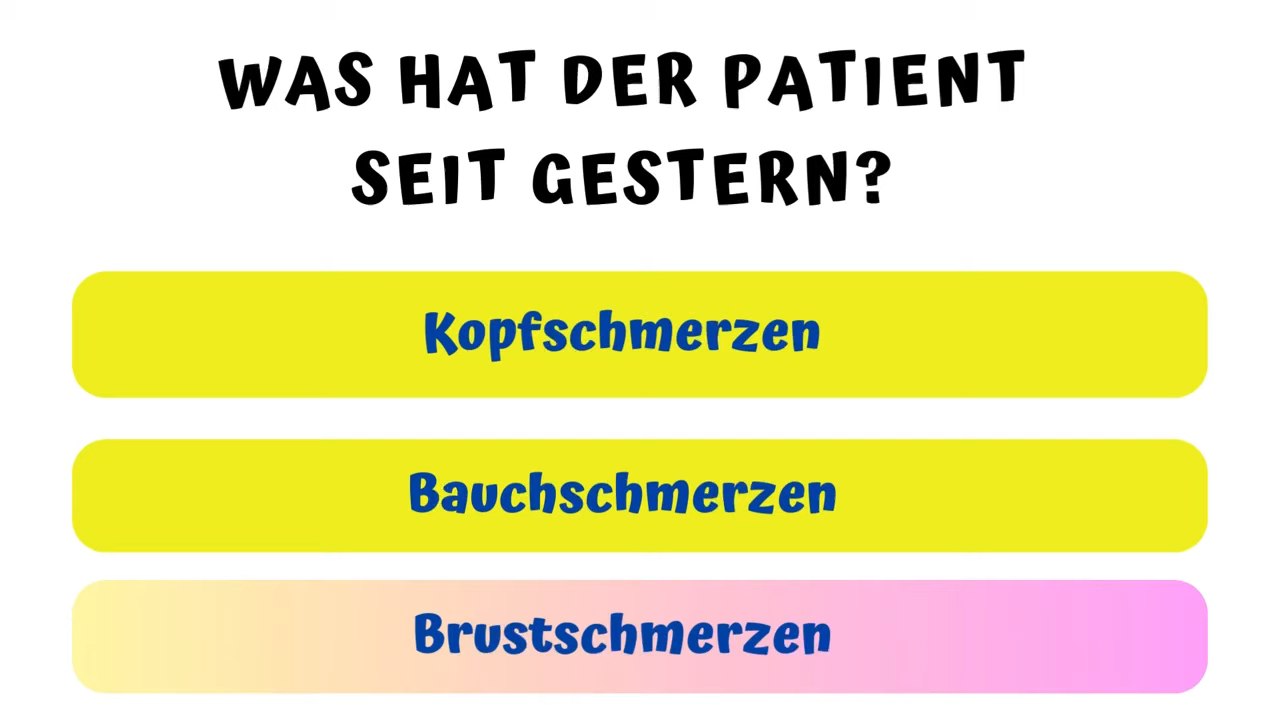 WAS HAT DER PATIENT
SEIT GESTERN?
Kopfschmerzen
Bauchschmerzen
Brustschmerzen